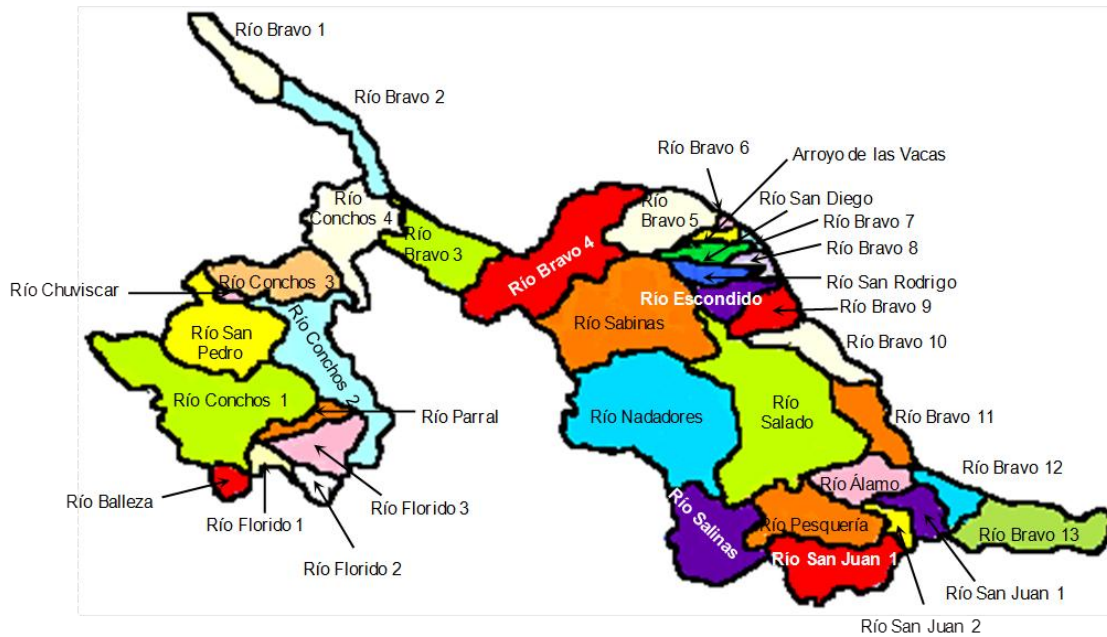 Río Bravo 1
Río Bravo 2
Río Bravo 6
Arroyo de las Vacas
Río San Diego
Río Bravo 7
Río Bravo 8
Río San Rodrigo
Río Bravo 9
Río
Conchos 4
Río
Bravo 3
Río Bravo 4
Río
Bravo 5
Río Escondido
Río Chuviscar
Río Conchos 3
Río San
Pedro
Río Conchos 2
Río Sabinas
Río Bravo 10
Río Conchos 1
Río Parral
Río Nadadores
Río
Salado
Río Bravo 11
Río Balleza
Río Florido 1
Río Florido 3
Río Florido 2
Río Salinas
Río Álamo
Río Bravo 12
Río Pesquería
Río Bravo 13
Río San Juan 1
Río San Juan 1
Río San Juan 2